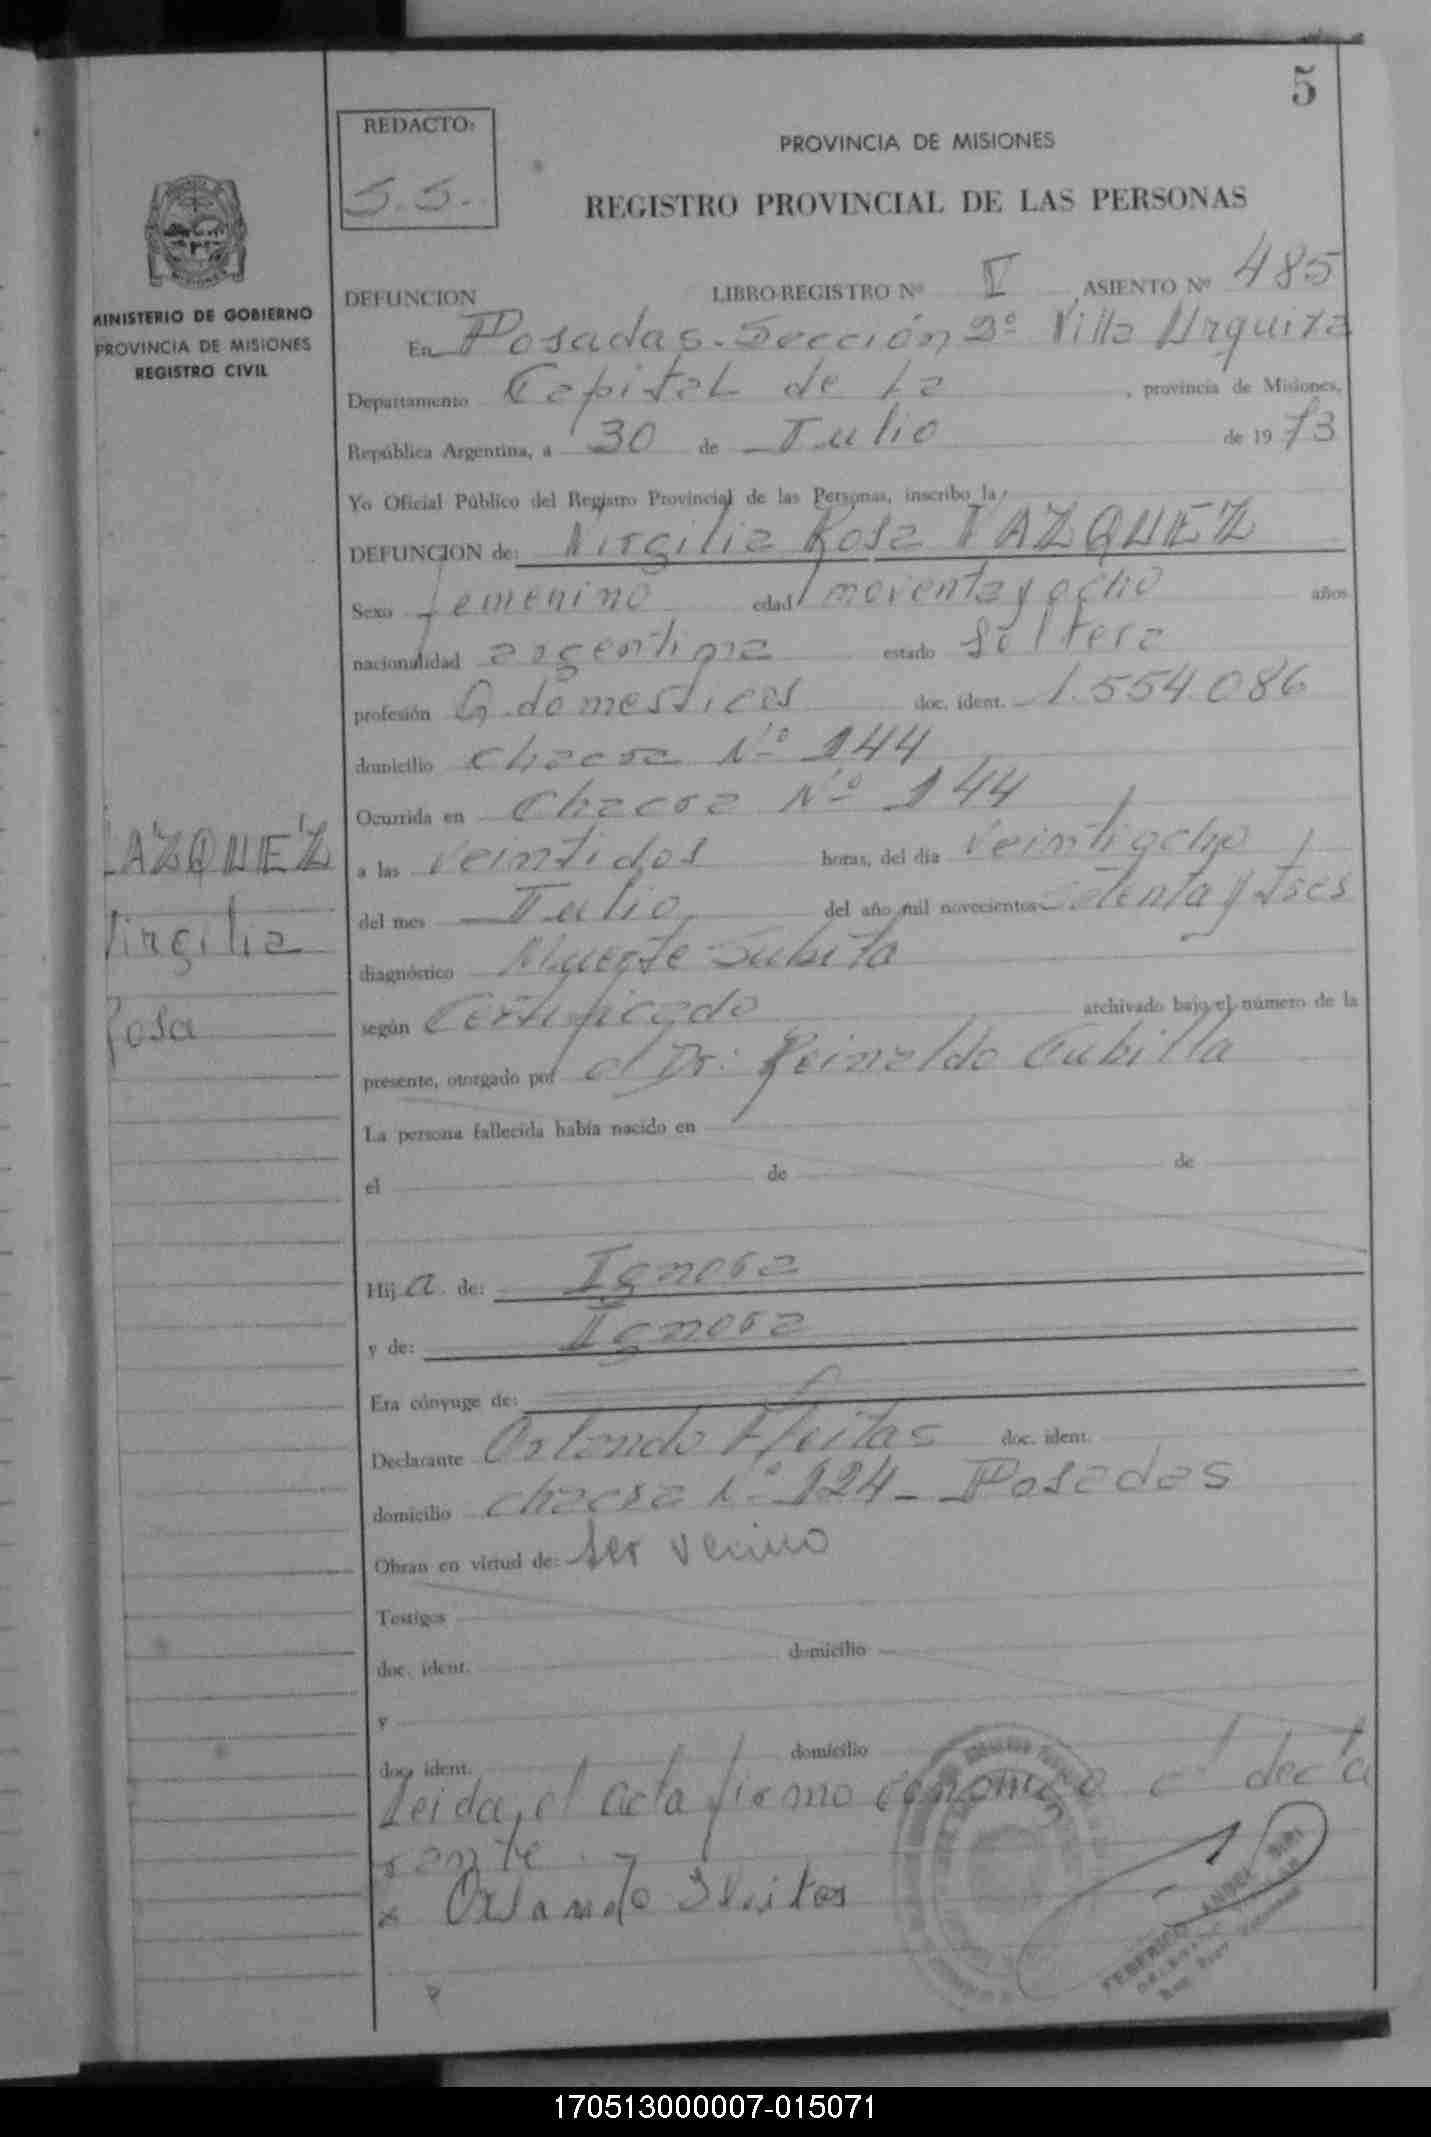 5
REDACTO:
S.S.
PROVINCIA DE MISIONES
REGISTRO PROVINCIAL DE LAS PERSONAS
MINISTERIO DE GOBIERNO
PROVINCIA DE MISIONES
REGISTRO CIVIL
DEFUNCION LIBRO-REGISTRO Nº V ASIENTO Nº 485
En Posadas. Sección 2º Villa Urquiza
Departamento Capital de La , provincia de Misiones,
República Argentina, a 30 de Julio de 1973
Yo Oficial Público del Registro Provincial de las Personas, inscribo la
DEFUNCION de: Virgilia Rosa VAZQUEZ
Sexo femenino edad noventa y ocho años
nacionalidad argentina estado Soltera
profesión Q. domesticos doc. ident. 1.554.086
domicilio Chacra Nº 144
Ocurrida en Chacra Nº 144
VAZQUEZ
Virgilia
Rosa
a las veintidos horas, del día veintiocho
del mes Julio del año mil novecientos setenta y tres
diagnóstico Muerte Subita
según Certificado archivado bajo el número de la
presente, otorgado por el Dr: Reinaldo Cubilla
La persona fallecida había nacido en
el de de
Hija de: Ignora
y de: Ignora
Era cónyuge de:
Declarante Orlando Fleitas doc. ident.
domicilio chacra Nº 124 - Posadas
Obran en virtud de: ser vecino
Testigos
doc. ident. domicilio
y
doc. ident. domicilio
Leida el acta firmo conmigo el decla
rante.-
x Orlando Fleitas
FEDERICO ANGEL
170513000007-015071